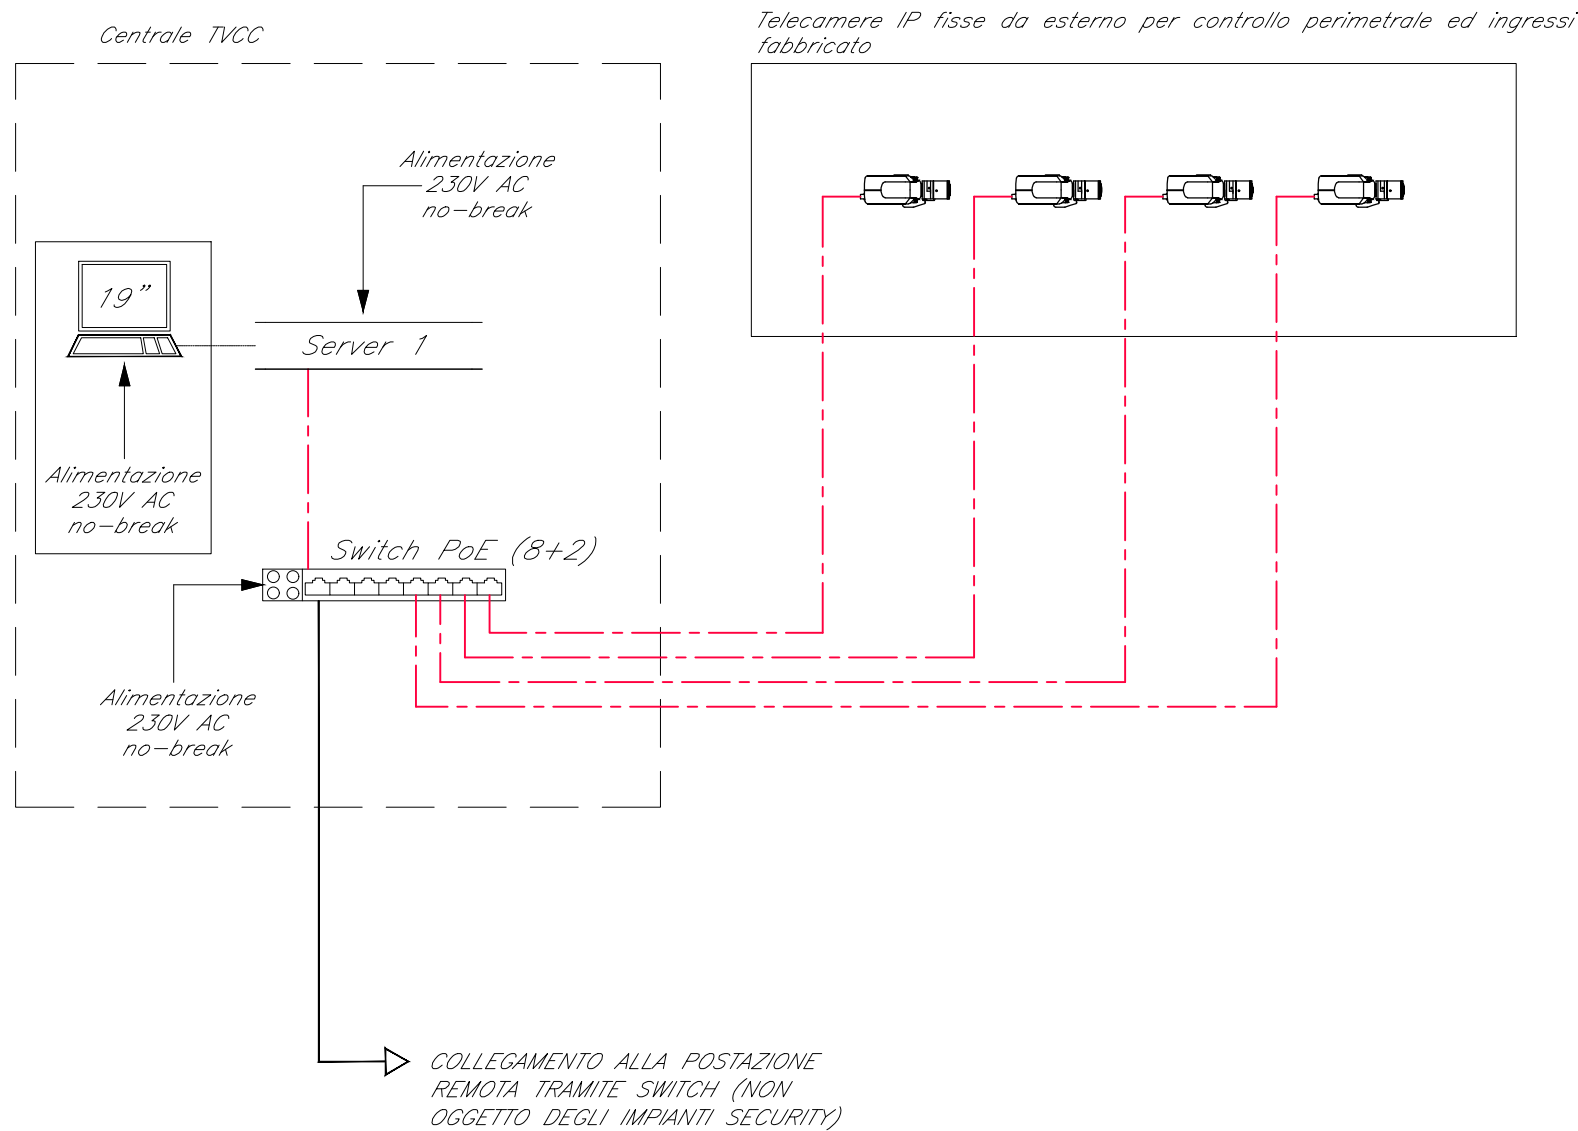 Centrale TVCC
Telecamere IP fisse da esterno per controllo perimetrale ed ingressi
fabbricato
Alimentazione
230V AC
no-break
19"
Server 1
Alimentazione
230V AC
no-break
Switch PoE (8+2)
Alimentazione
230V AC
no-break
COLLEGAMENTO ALLA POSTAZIONE
REMOTA TRAMITE SWITCH (NON
OGGETTO DEGLI IMPIANTI SECURITY)